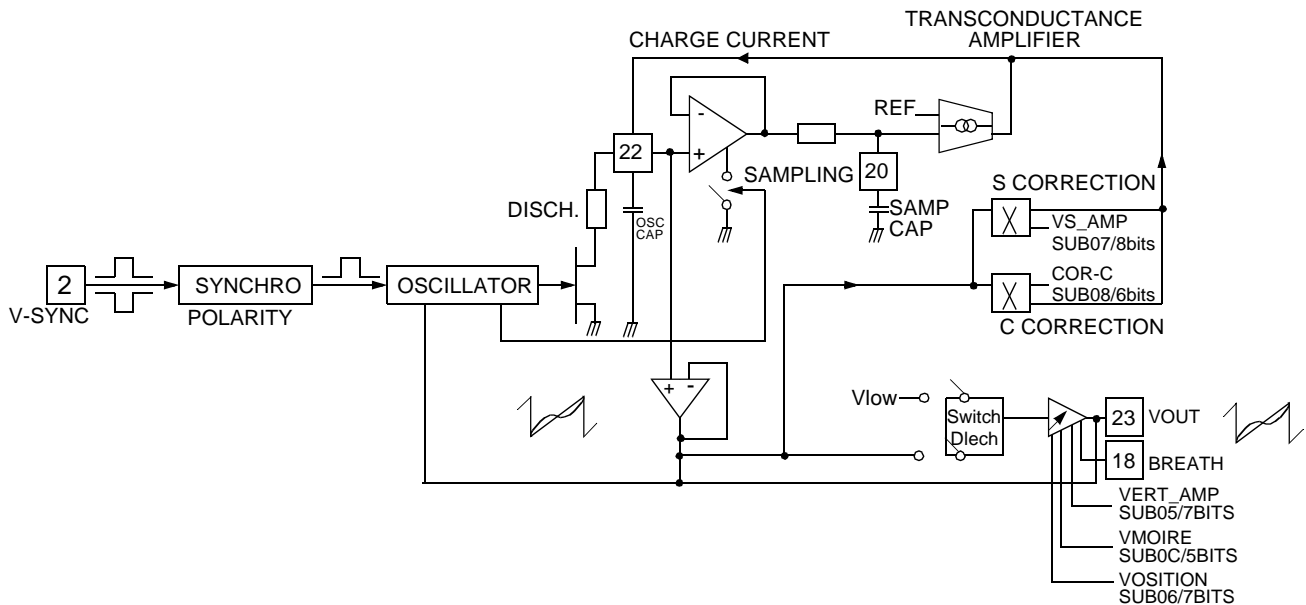 TRANSCONDUCTANCE
AMPLIFIER
CHARGE CURRENT
REF
-
+
22
SAMPLING
20
DISCH.
OSC
CAP
SAMP
CAP
S CORRECTION
VS_AMP
SUB07/8bits
COR-C
SUB08/6bits
C CORRECTION
2
V-SYNC
SYNCHRO
POLARITY
OSCILLATOR
+ -
Vlow
Switch
Dlech
23
VOUT
18
BREATH
VERT_AMP
SUB05/7BITS
VMOIRE
SUB0C/5BITS
VOSITION
SUB06/7BITS